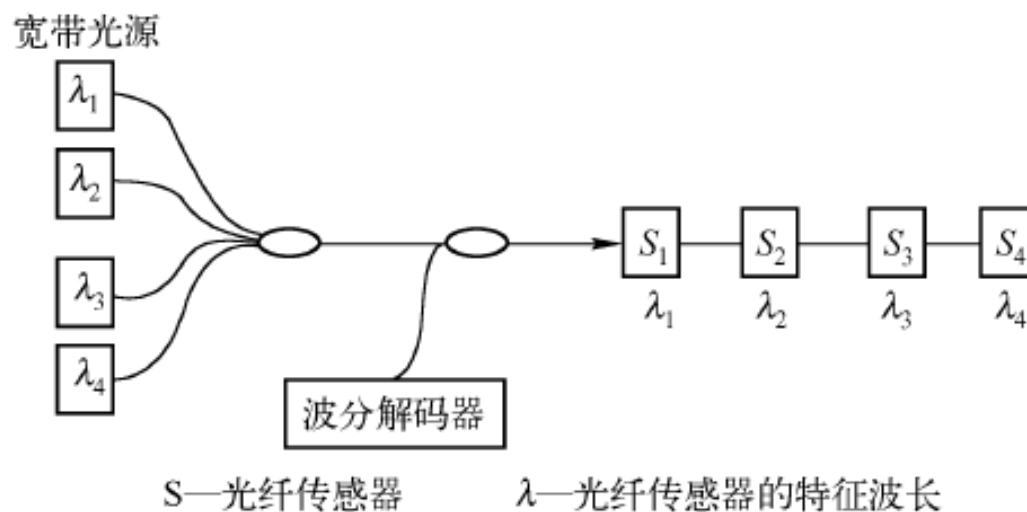 宽带光源
λ₁
λ₂
λ₃
λ₄
S₁ S₂ S₃ S₄
λ₁ λ₂ λ₃ λ₄
波分解码器
S—光纤传感器 λ—光纤传感器的特征波长